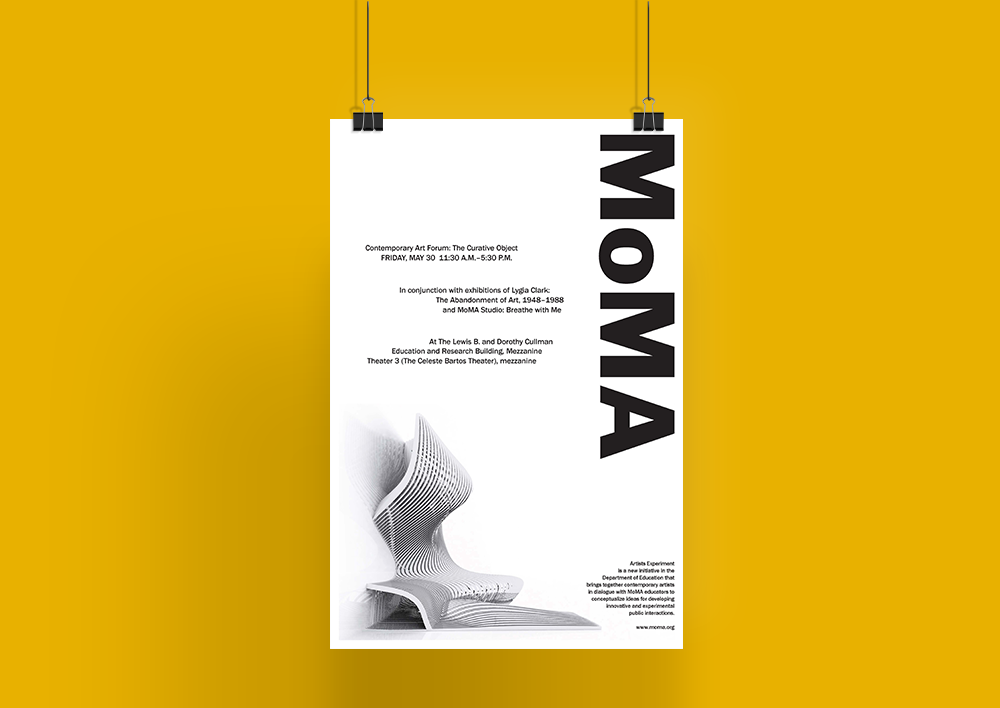 MoMA
Contemporary Art Forum: The Curative Object
FRIDAY, MAY 30 11:30 A.M.–5:30 P.M.
In conjunction with exhibitions of Lygia Clark:
The Abandonment of Art, 1948–1988
and MoMA Studio: Breathe with Me
At The Lewis B. and Dorothy Cullman
Education and Research Building, Mezzanine
Theater 3 (The Celeste Bartos Theater), mezzanine
Artists Experiment
is a new initiative in the
Department of Education that
brings together contemporary artists
in dialogue with MoMA educators to
conceptualize ideas for developing
innovative and experimental
public interactions.
www.moma.org